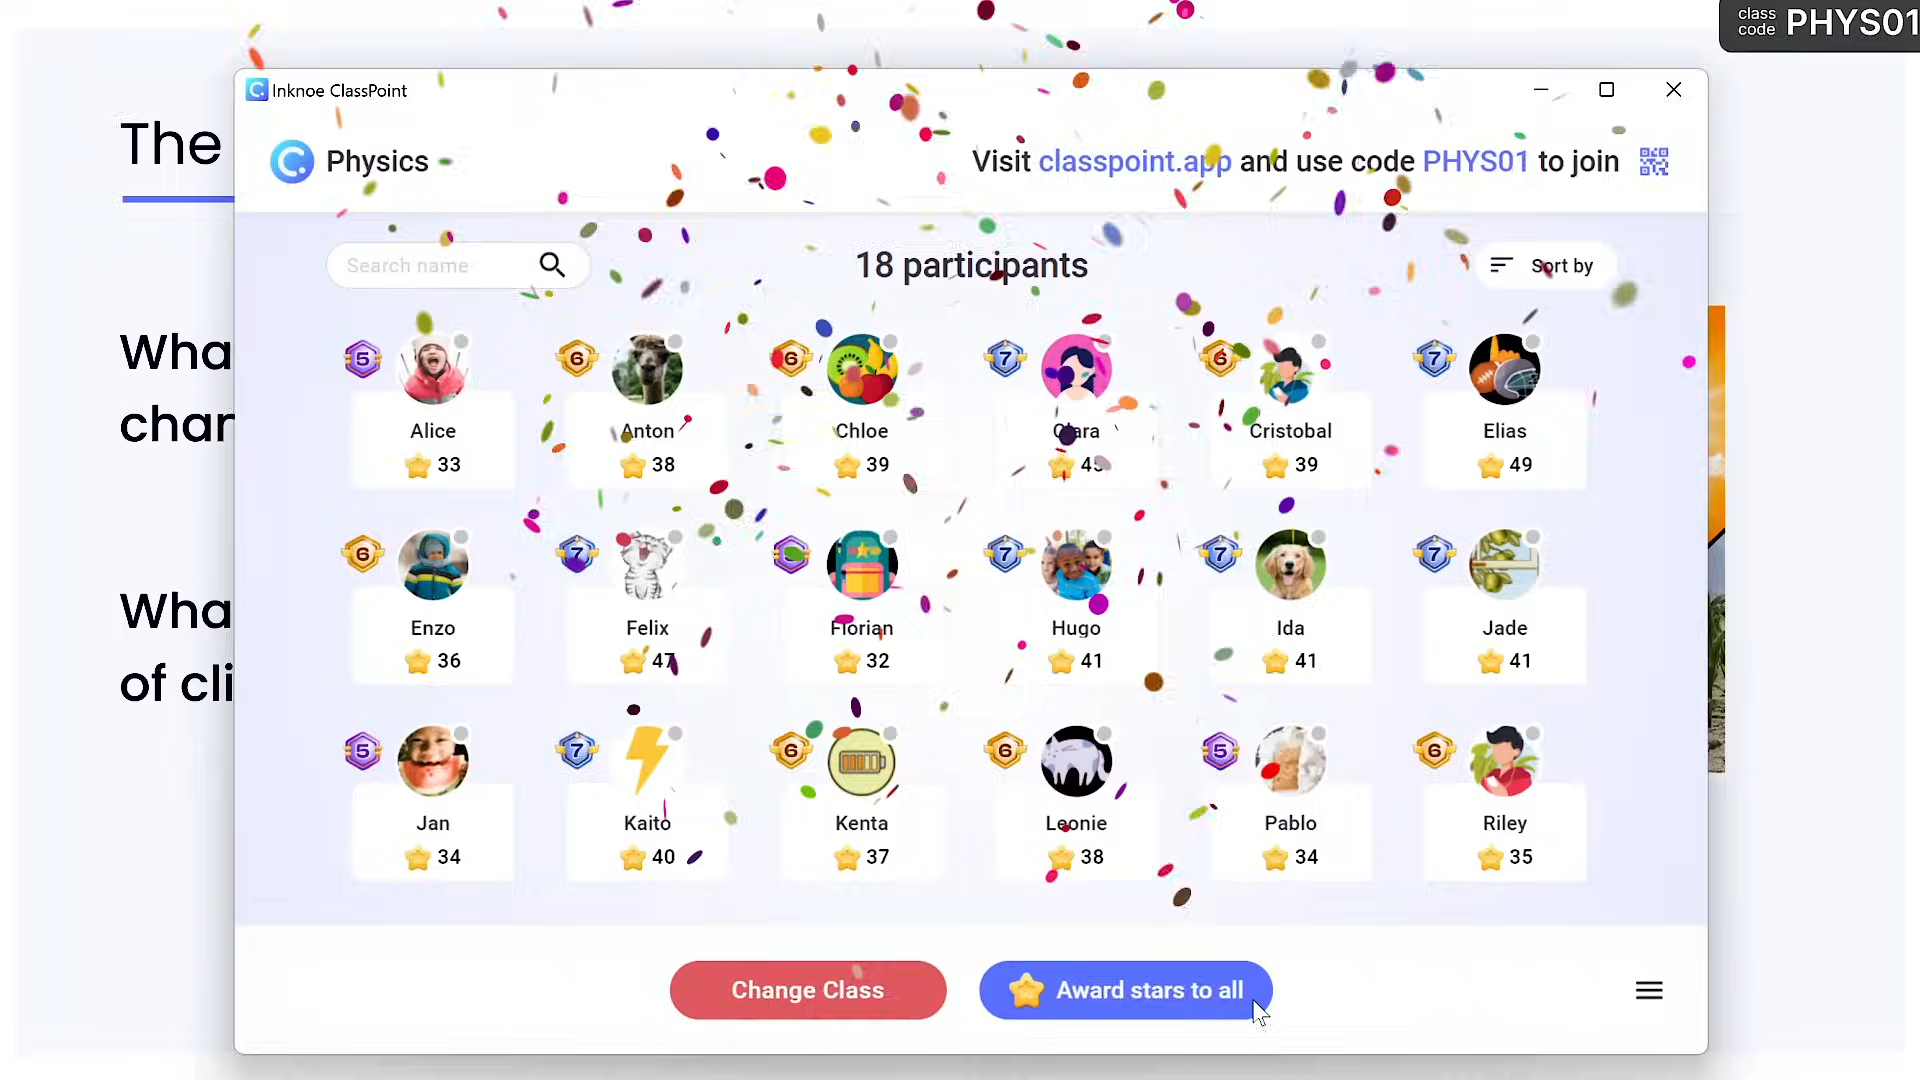 class
code PHYS01
Inknoe ClassPoint
The
Physics
Visit classpoint.app and use code PHYS01 to join
Search name
18 participants
Sort by
Wha
chan
Wha
of cli
5 6 6 7 6 7
Alice Anton Chloe Clara Cristobal Elias
33 38 39 45 39 49
6 7 7 7 7
Enzo Felix Florian Hugo Ida Jade
36 47 32 41 41 41
5 7 6 6 5 6
Jan Kaito Kenta Leonie Pablo Riley
34 40 37 38 34 35
Change Class
Award stars to all